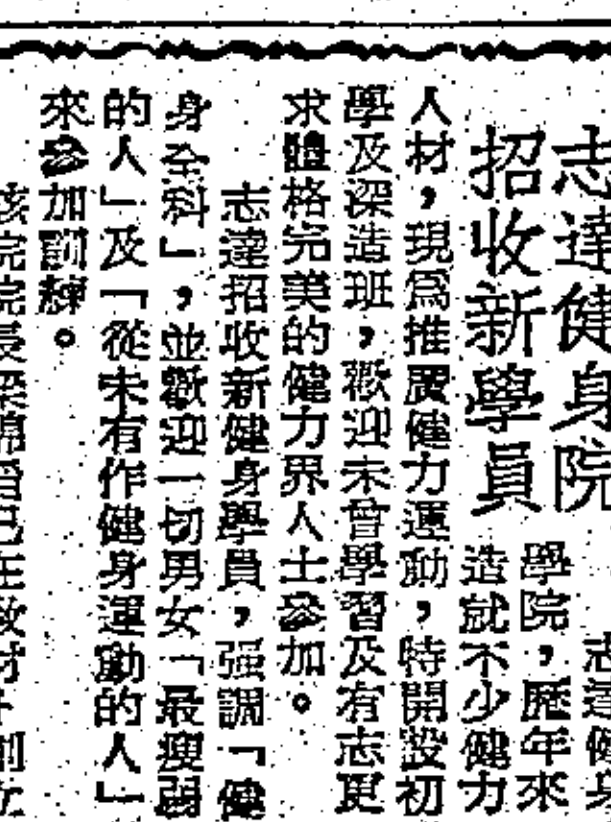 志達健身院
招收新學員
志達健身
學院，歷年來
造就不少健力
人材，現爲推展健力運動，特開設初
學及深造班，歡迎未曾學習及有志更
求體格完美的健力界人士參加。
志達招收新健身學員，强調「健
身全科」，並歡迎一切男女「最瘦弱
的人」及「從未有作健身運動的人」
來參加訓練。
該院院長梁錦